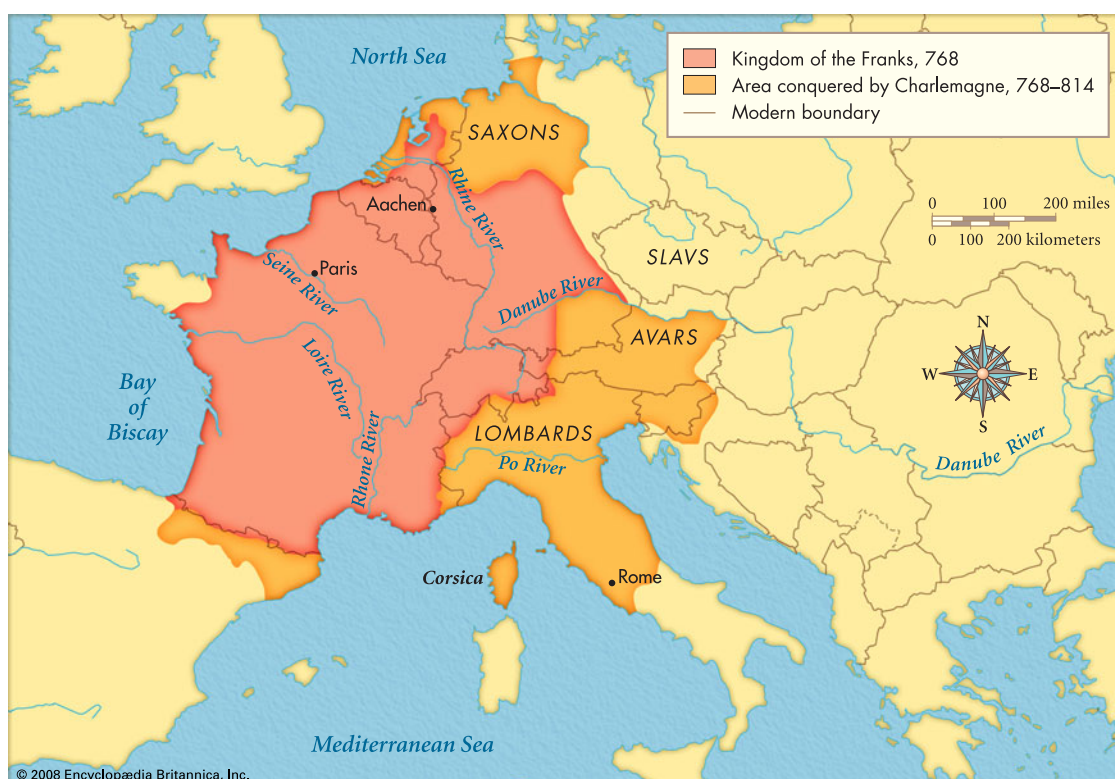 North Sea
Kingdom of the Franks, 768
Area conquered by Charlemagne, 768–814
Modern boundary
SAXONS
Rhine River
Aachen
0 100 200 miles
0 100 200 kilometers
SLAVS
Paris
Seine River
Danube River
AVARS
N
W
E
S
Loire River
Bay
of
Biscay
LOMBARDS
Po River
Rhone River
Danube River
Corsica
Rome
Mediterranean Sea
© 2008 Encyclopædia Britannica, Inc.